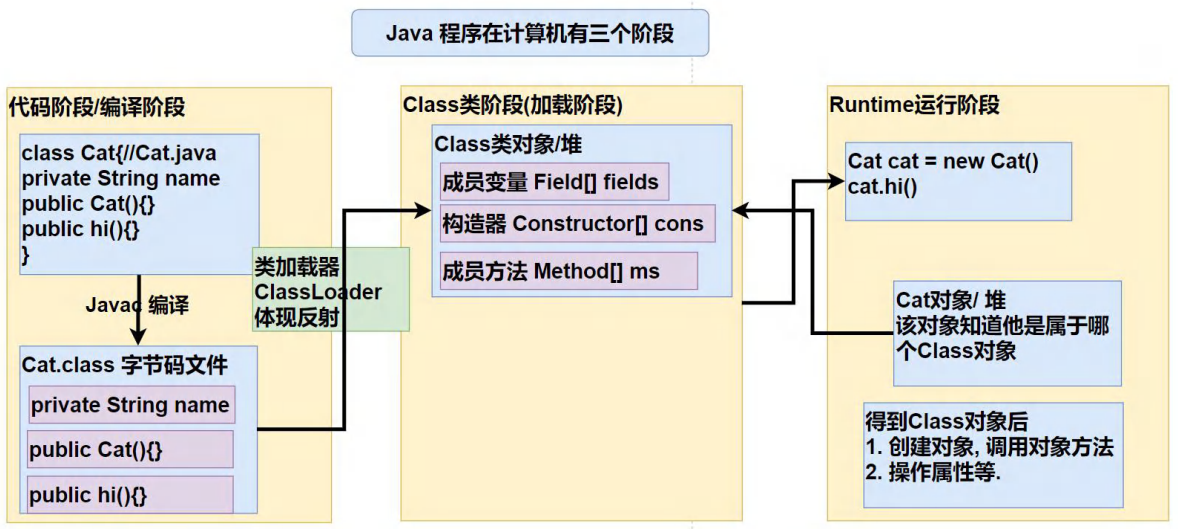 Java 程序在计算机有三个阶段
代码阶段/编译阶段
class Cat{//Cat.java
private String name
public Cat(){}
public hi(){}
}
Javac 编译
Cat.class 字节码文件
private String name
public Cat(){}
public hi(){}
类加载器
ClassLoader
体现反射
Class类阶段(加载阶段)
Class类对象/堆
成员变量 Field[] fields
构造器 Constructor[] cons
成员方法 Method[] ms
Runtime运行阶段
Cat cat = new Cat()
cat.hi()
Cat对象/ 堆
该对象知道他是属于哪
个Class对象
得到Class对象后
1. 创建对象, 调用对象方法
2. 操作属性等.